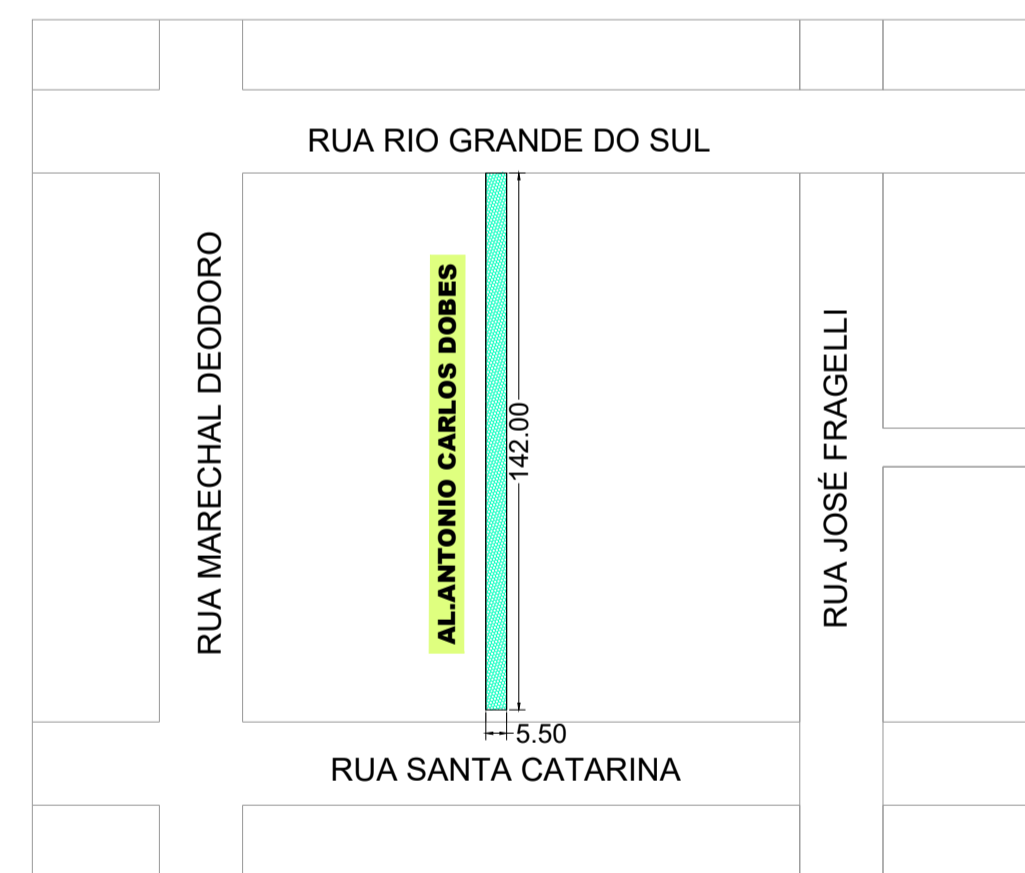 RUA RIO GRANDE DO SUL
RUA MARECHAL DEODORO
AL.ANTONIO CARLOS DOBES
142.00
RUA JOSÉ FRAGELLI
5.50
RUA SANTA CATARINA